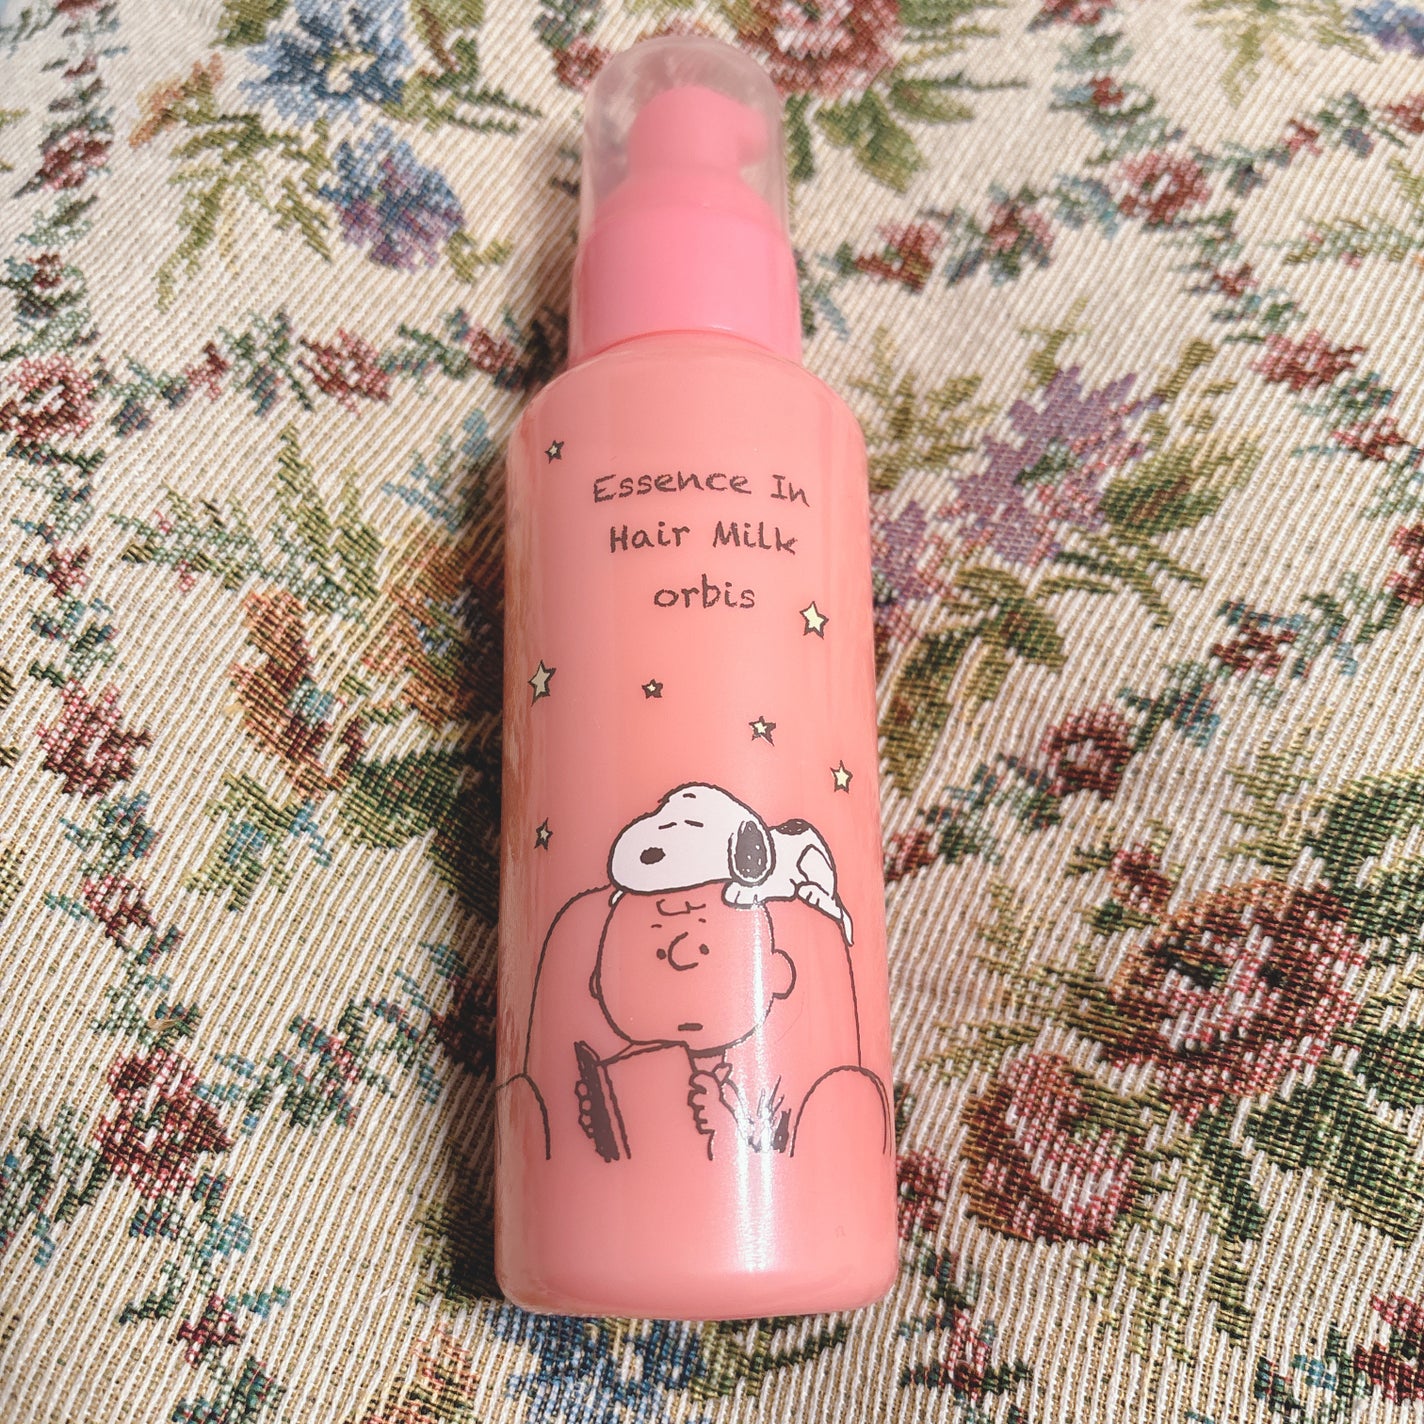 Essence In
Hair Milk
orbis